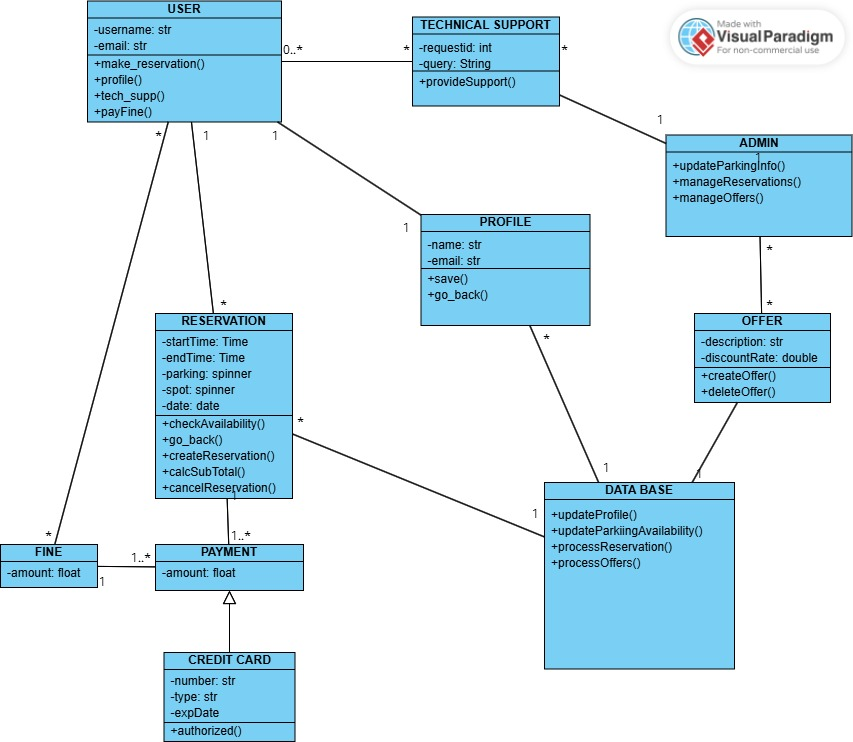 USER
-username: str
-email: str
+make_reservation()
+profile()
+tech_supp()
+payFine()
0..*
*
TECHNICAL SUPPORT
-requestid: int
-query: String
+provideSupport()
*
1
Made with
Visual Paradigm
For non-commercial use
ADMIN
1
+updateParkingInfo()
+manageReservations()
+manageOffers()
*
*
*
1
1
1
PROFILE
-name: str
-email: str
+save()
+go_back()
*
*
RESERVATION
-startTime: Time
-endTime: Time
-parking: spinner
-spot: spinner
-date: date
+checkAvailability()
+go_back()
+createReservation()
+calcSubTotal()
+cancelReservation()
1
*
OFFER
-description: str
-discountRate: double
+createOffer()
+deleteOffer()
1
1
1
DATA BASE
+updateProfile()
+updateParkiingAvailability()
+processReservation()
+processOffers()
*
FINE
-amount: float
1
1..*
1..*
PAYMENT
-amount: float
CREDIT CARD
-number: str
-type: str
-expDate
+authorized()